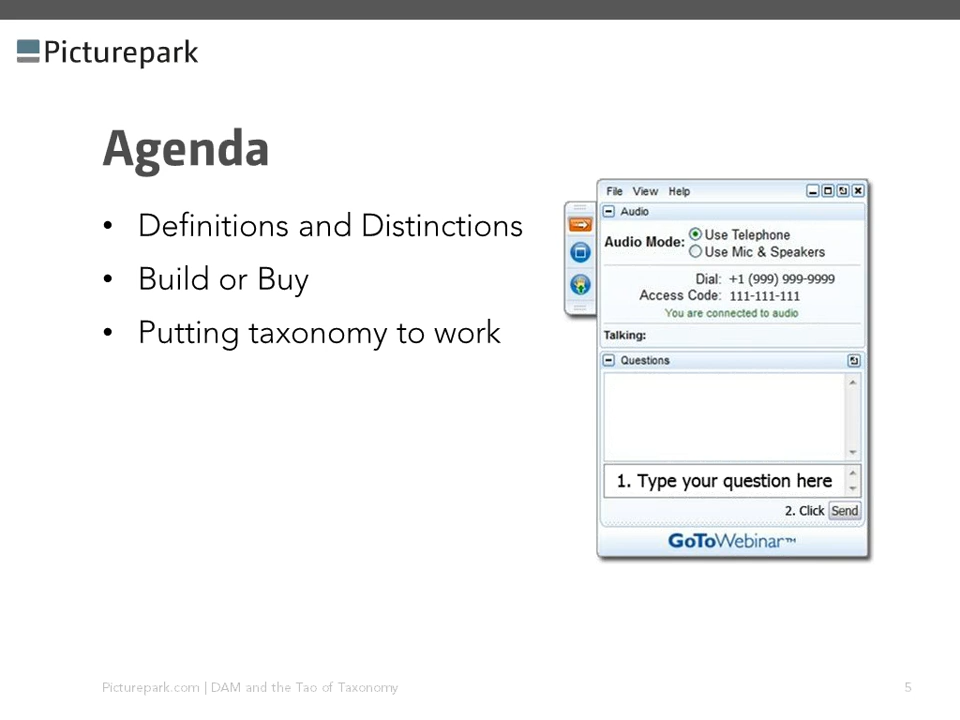 Picturepark
Agenda
• Definitions and Distinctions
• Build or Buy
• Putting taxonomy to work
File View Help
Audio
Audio Mode: Use Telephone
Use Mic & Speakers
Dial: +1 (999) 999-9999
Access Code: 111-111-111
You are connected to audio
Talking:
Questions
1. Type your question here
2. Click Send
GoToWebinar™
Picturepark.com | DAM and the Tao of Taxonomy 5